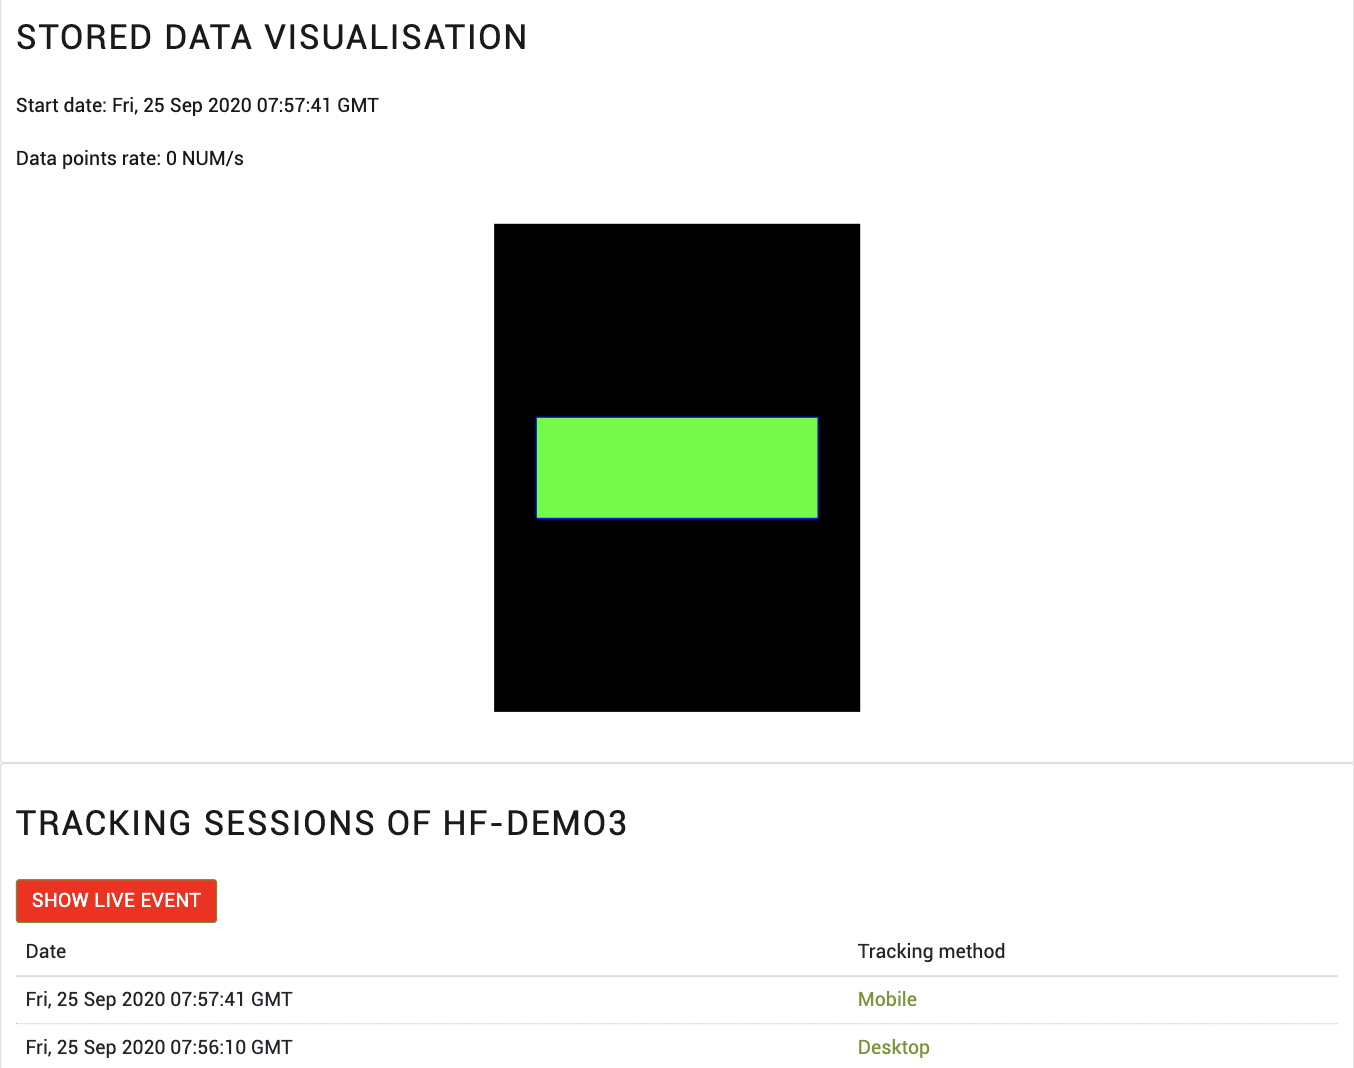 STORED DATA VISUALISATION
Start date: Fri, 25 Sep 2020 07:57:41 GMT
Data points rate: 0 NUM/s
TRACKING SESSIONS OF HF-DEMO3
SHOW LIVE EVENT
Date Tracking method
Fri, 25 Sep 2020 07:57:41 GMT Mobile
Fri, 25 Sep 2020 07:56:10 GMT Desktop